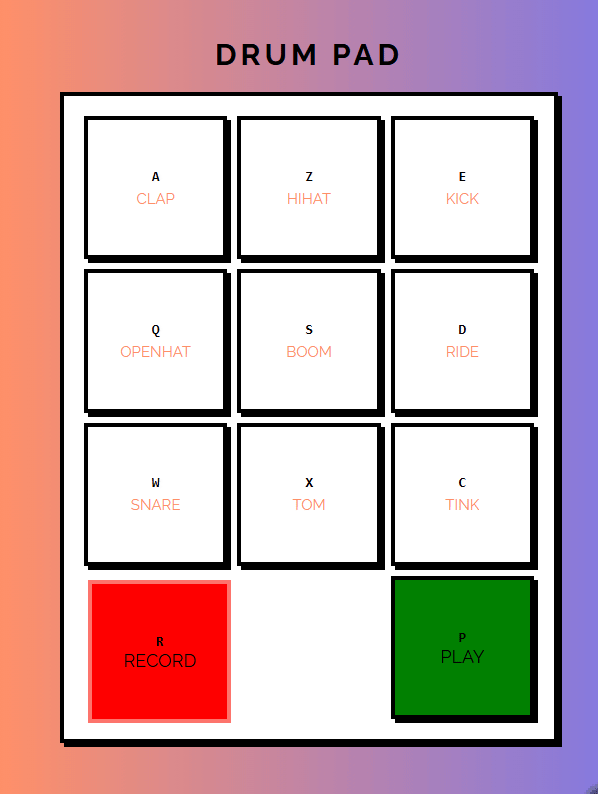 DRUM PAD
A
CLAP
Z
HIHAT
E
KICK
Q
OPENHAT
S
BOOM
D
RIDE
W
SNARE
X
TOM
C
TINK
R
RECORD
P
PLAY